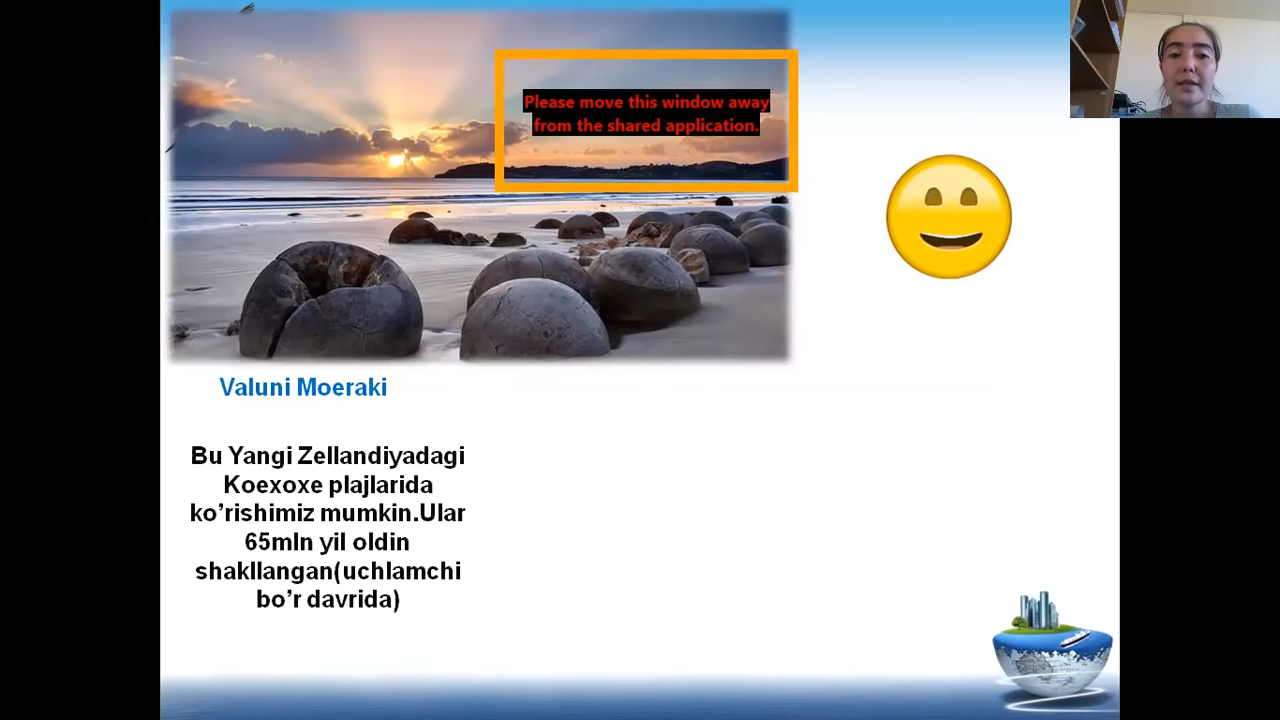 Please move this window away
from the shared application.
Valuni Moeraki
Bu Yangi Zellandiyadagi
Koexoxe plajlarida
ko’rishimiz mumkin.Ular
65mln yil oldin
shakllangan(uchlamchi
bo’r davrida)